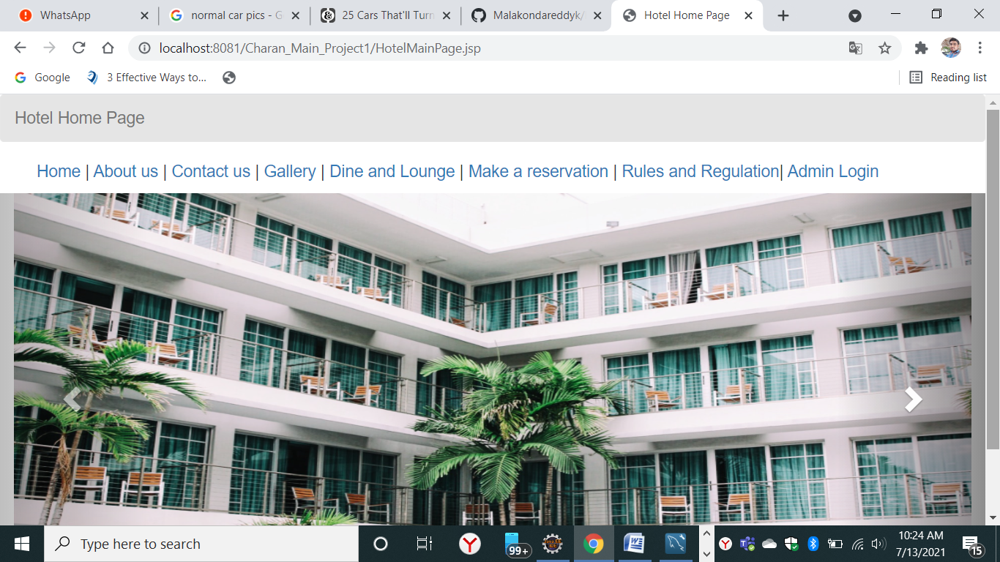 WhatsApp
normal car pics - G
25 Cars That'll Turn
Malakondareddyk/
Hotel Home Page
localhost:8081/Charan_Main_Project1/HotelMainPage.jsp
Google
3 Effective Ways to...
Reading list
Hotel Home Page
Home | About us | Contact us | Gallery | Dine and Lounge | Make a reservation | Rules and Regulation| Admin Login
Type here to search
99+
10:24 AM
7/13/2021
15